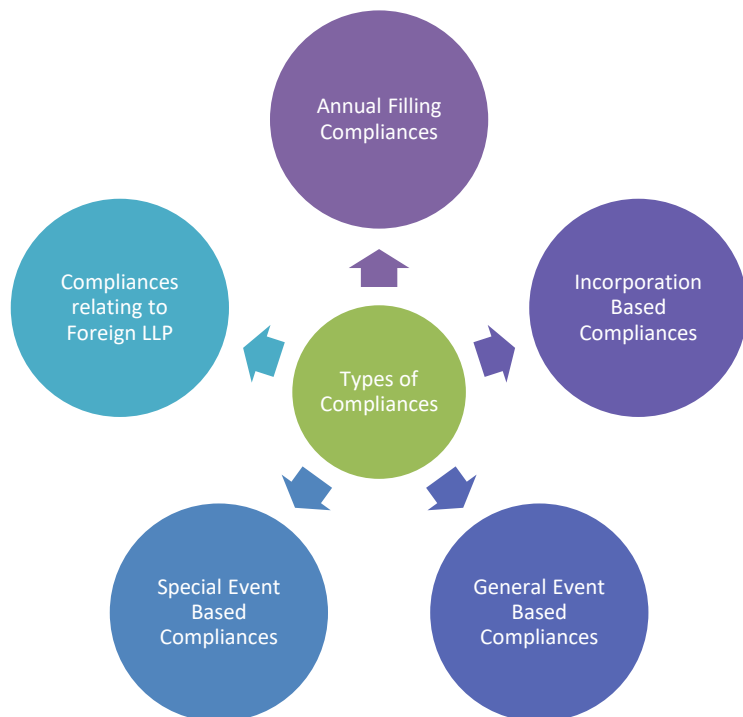 Annual Filling
Compliances
Compliances
relating to
Foreign LLP
Incorporation
Based
Compliances
Types of
Compliances
Special Event
Based
Compliances
General Event
Based
Compliances